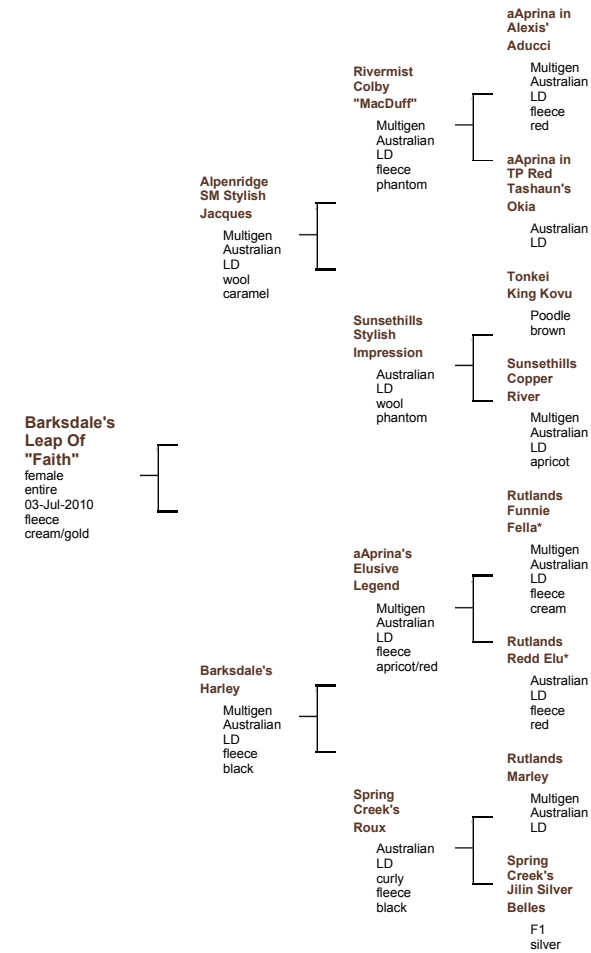 Barksdale's
Leap Of
"Faith"
female
entire
03-Jul-2010
fleece
cream/gold
Alpenridge
SM Stylish
Jacques
Multigen
Australian
LD
wool
caramel
Barksdale's
Harley
Multigen
Australian
LD
fleece
black
Rivermist
Colby
"MacDuff"
Multigen
Australian
LD
fleece
phantom
Sunsethills
Stylish
Impression
Australian
LD
wool
phantom
aAprina's
Elusive
Legend
Multigen
Australian
LD
fleece
apricot/red
Spring
Creek's
Roux
Australian
LD
curly
fleece
black
aAprina in
Alexis'
Aducci
Multigen
Australian
LD
fleece
red
aAprina in
TP Red
Tashaun's
Okia
Australian
LD
Tonkei
King Kovu
Poodle
brown
Sunsethills
Copper
River
Multigen
Australian
LD
apricot
Rutlands
Funnie
Fella*
Multigen
Australian
LD
fleece
cream
Rutlands
Redd Elu*
Australian
LD
fleece
red
Rutlands
Marley
Multigen
Australian
LD
Spring
Creek's
Jilin Silver
Belles
F1
silver